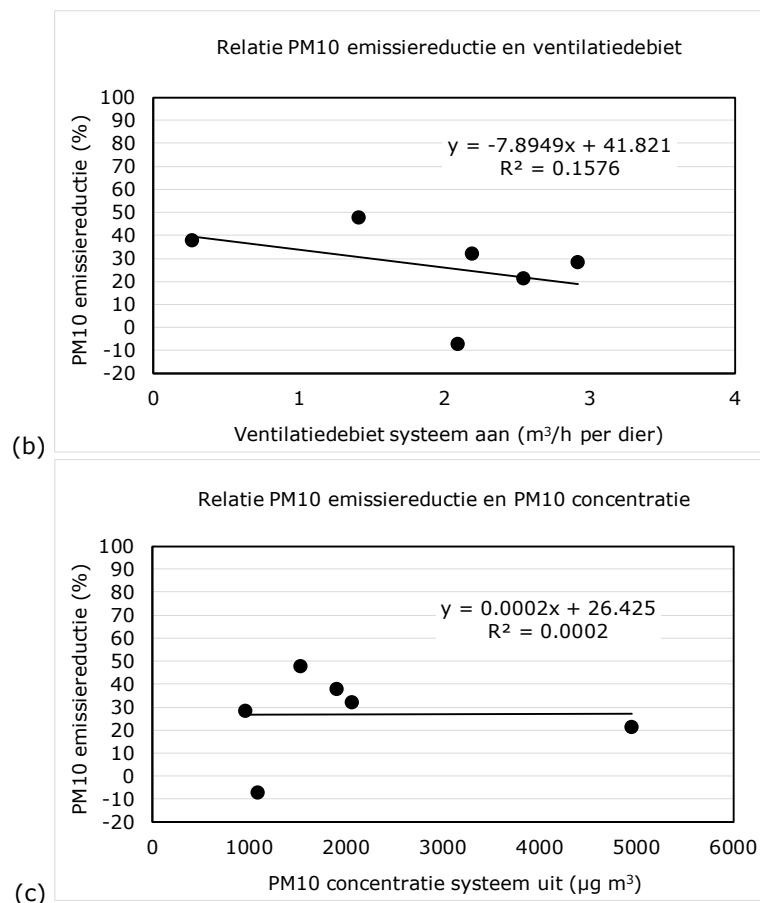 Relatie PM10 emissiereductie en ventilatiedebiet
PM10 emissiereductie (%)
100
90
80
70
60
50
40
30
20
10
0
-10
-20
y = -7.8949x + 41.821
R² = 0.1576
0 1 2 3 4
Ventilatiedebiet systeem aan (m³/h per dier)
(b)
Relatie PM10 emissiereductie en PM10 concentratie
PM10 emissiereductie (%)
100
90
80
70
60
50
40
30
20
10
0
-10
-20
y = 0.0002x + 26.425
R² = 0.0002
0 1000 2000 3000 4000 5000 6000
PM10 concentratie systeem uit (µg m³)
(c)